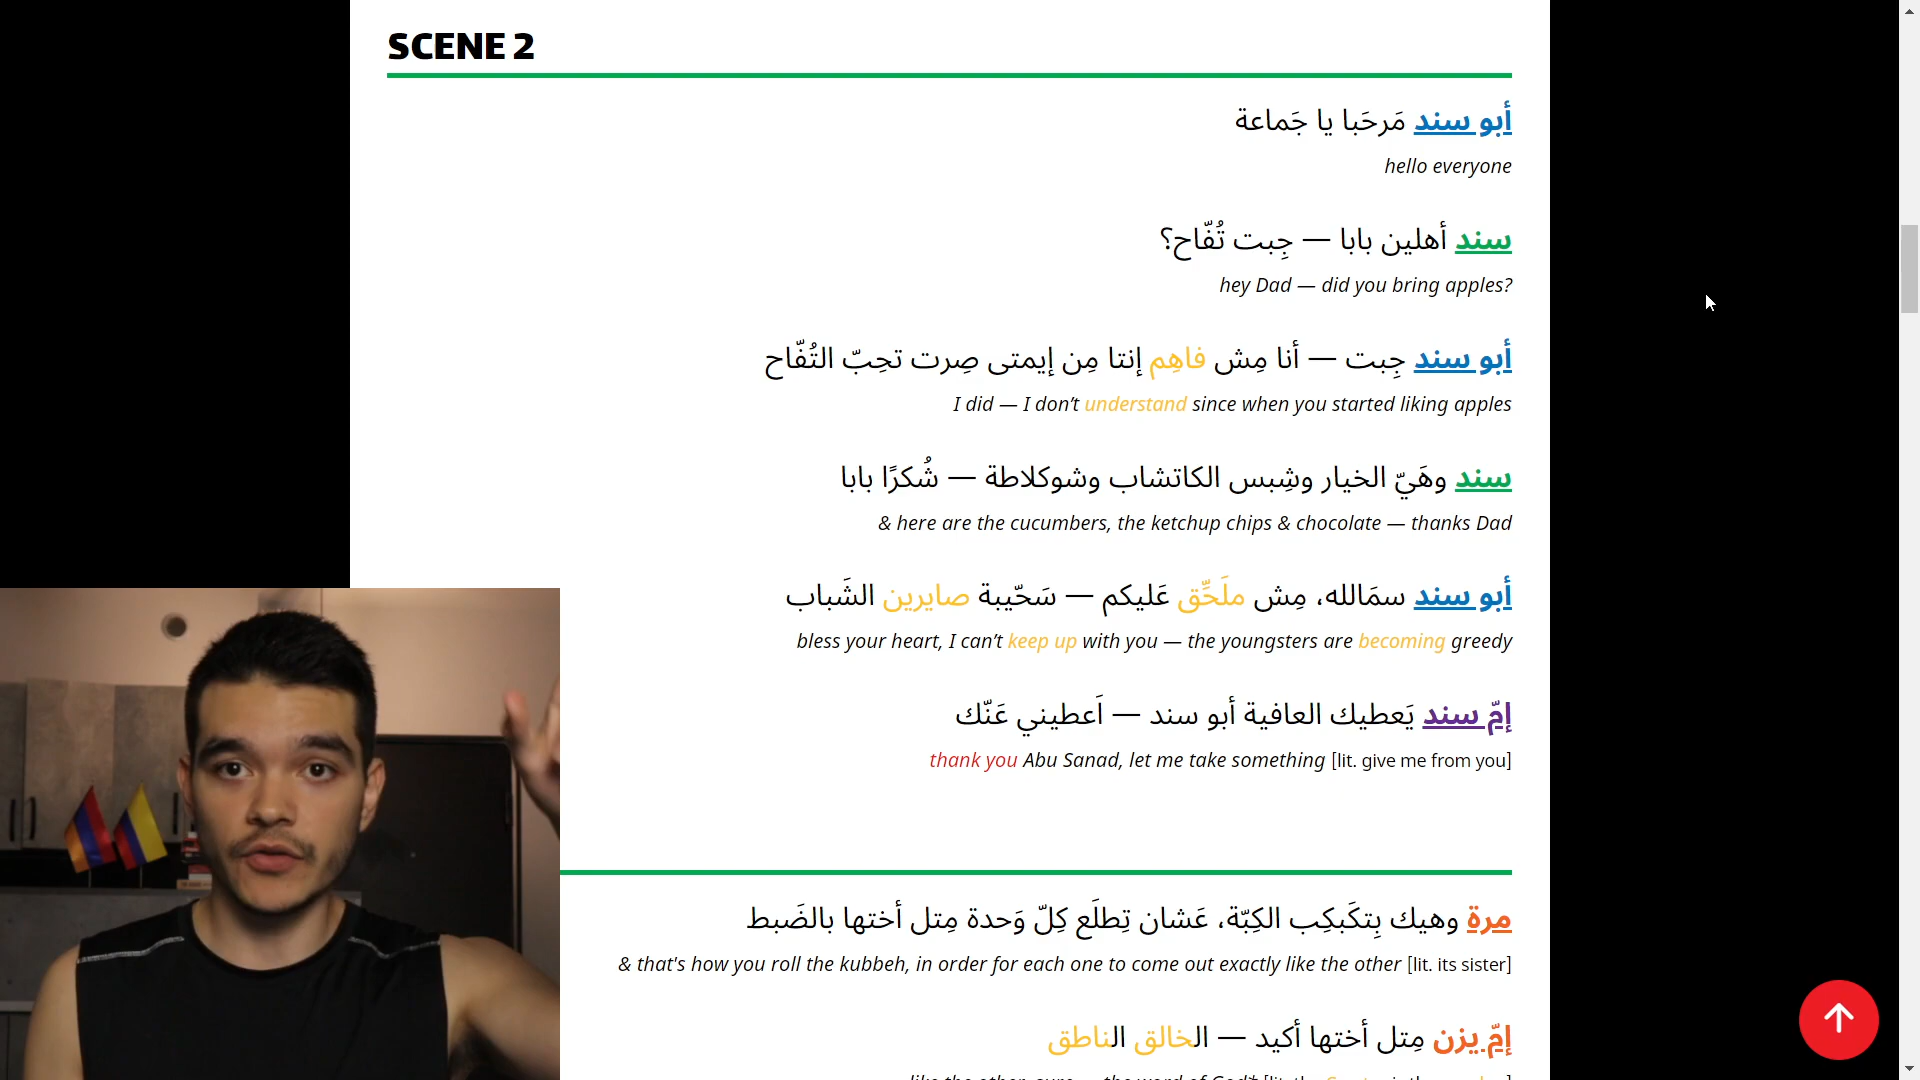 SCENE 2
أبو سند مَرحَبا يا جَماعة
hello everyone
سند أهلين بابا — جِبت تُفّاح؟
hey Dad — did you bring apples?
أبو سند جِبت — أنا مِش فاهِم إنتا مِن إيمتى صِرت تحِبّ التُفّاح
I did — I don’t understand since when you started liking apples
سند وهَيّ الخيار وشِبس الكاتشاب وشوكلاطة — شُكرًا بابا
& here are the cucumbers, the ketchup chips & chocolate — thanks Dad
أبو سند سمَالله، مِش ملَحِّق عَليكم — سَحّيبة صايرين الشَباب
bless your heart, I can’t keep up with you — the youngsters are becoming greedy
إمّ سند يَعطيك العافية أبو سند — اَعطيني عَنّك
thank you Abu Sanad, let me take something [lit. give me from you]
مرة وهيك بِتكَبكِب الكِبّة، عَشان تِطلَع كِلّ وَحدة مِتل أختها بالضَبط
& that's how you roll the kubbeh, in order for each one to come out exactly like the other [lit. its sister]
إمّ يزن مِتل أختها أكيد — الخالق الناطق